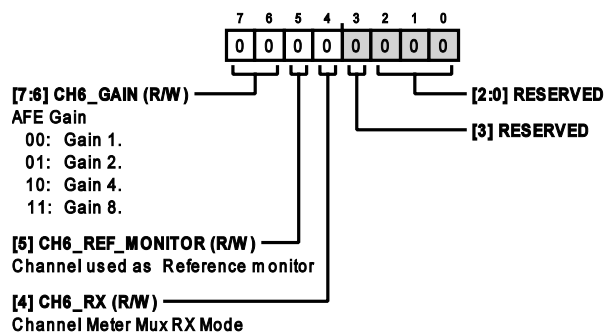 7 6 5 4 3 2 1 0
0 0 0 0 0 0 0 0
[7:6] CH6_GAIN (R/W)
AFE Gain
00: Gain 1.
01: Gain 2.
10: Gain 4.
11: Gain 8.
[5] CH6_REF_MONITOR (R/W)
Channel used as Reference monitor
[4] CH6_RX (R/W)
Channel Meter Mux RX Mode
[2:0] RESERVED
[3] RESERVED